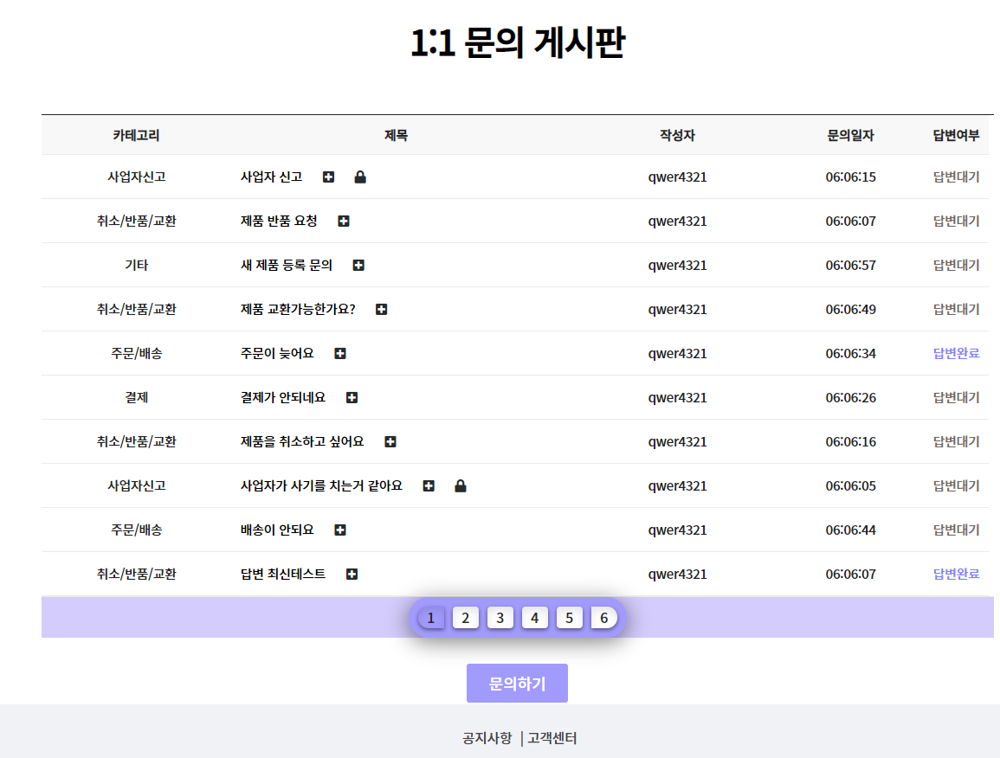 1:1 문의 게시판
카테고리 제목 작성자 문의일자 답변여부
사업자신고 사업자 신고 qwer4321 06:06:15 답변대기
취소/반품/교환 제품 반품 요청 qwer4321 06:06:07 답변대기
기타 새 제품 등록 문의 qwer4321 06:06:57 답변대기
취소/반품/교환 제품 교환가능한가요? qwer4321 06:06:49 답변대기
주문/배송 주문이 늦어요 qwer4321 06:06:34 답변완료
결제 결제가 안되네요 qwer4321 06:06:26 답변대기
취소/반품/교환 제품을 취소하고 싶어요 qwer4321 06:06:16 답변대기
사업자신고 사업자가 사기를 치는거 같아요 qwer4321 06:06:05 답변대기
주문/배송 배송이 안되요 qwer4321 06:06:44 답변대기
취소/반품/교환 답변 최신테스트 qwer4321 06:06:07 답변완료
1 2 3 4 5 6
문의하기
공지사항 | 고객센터